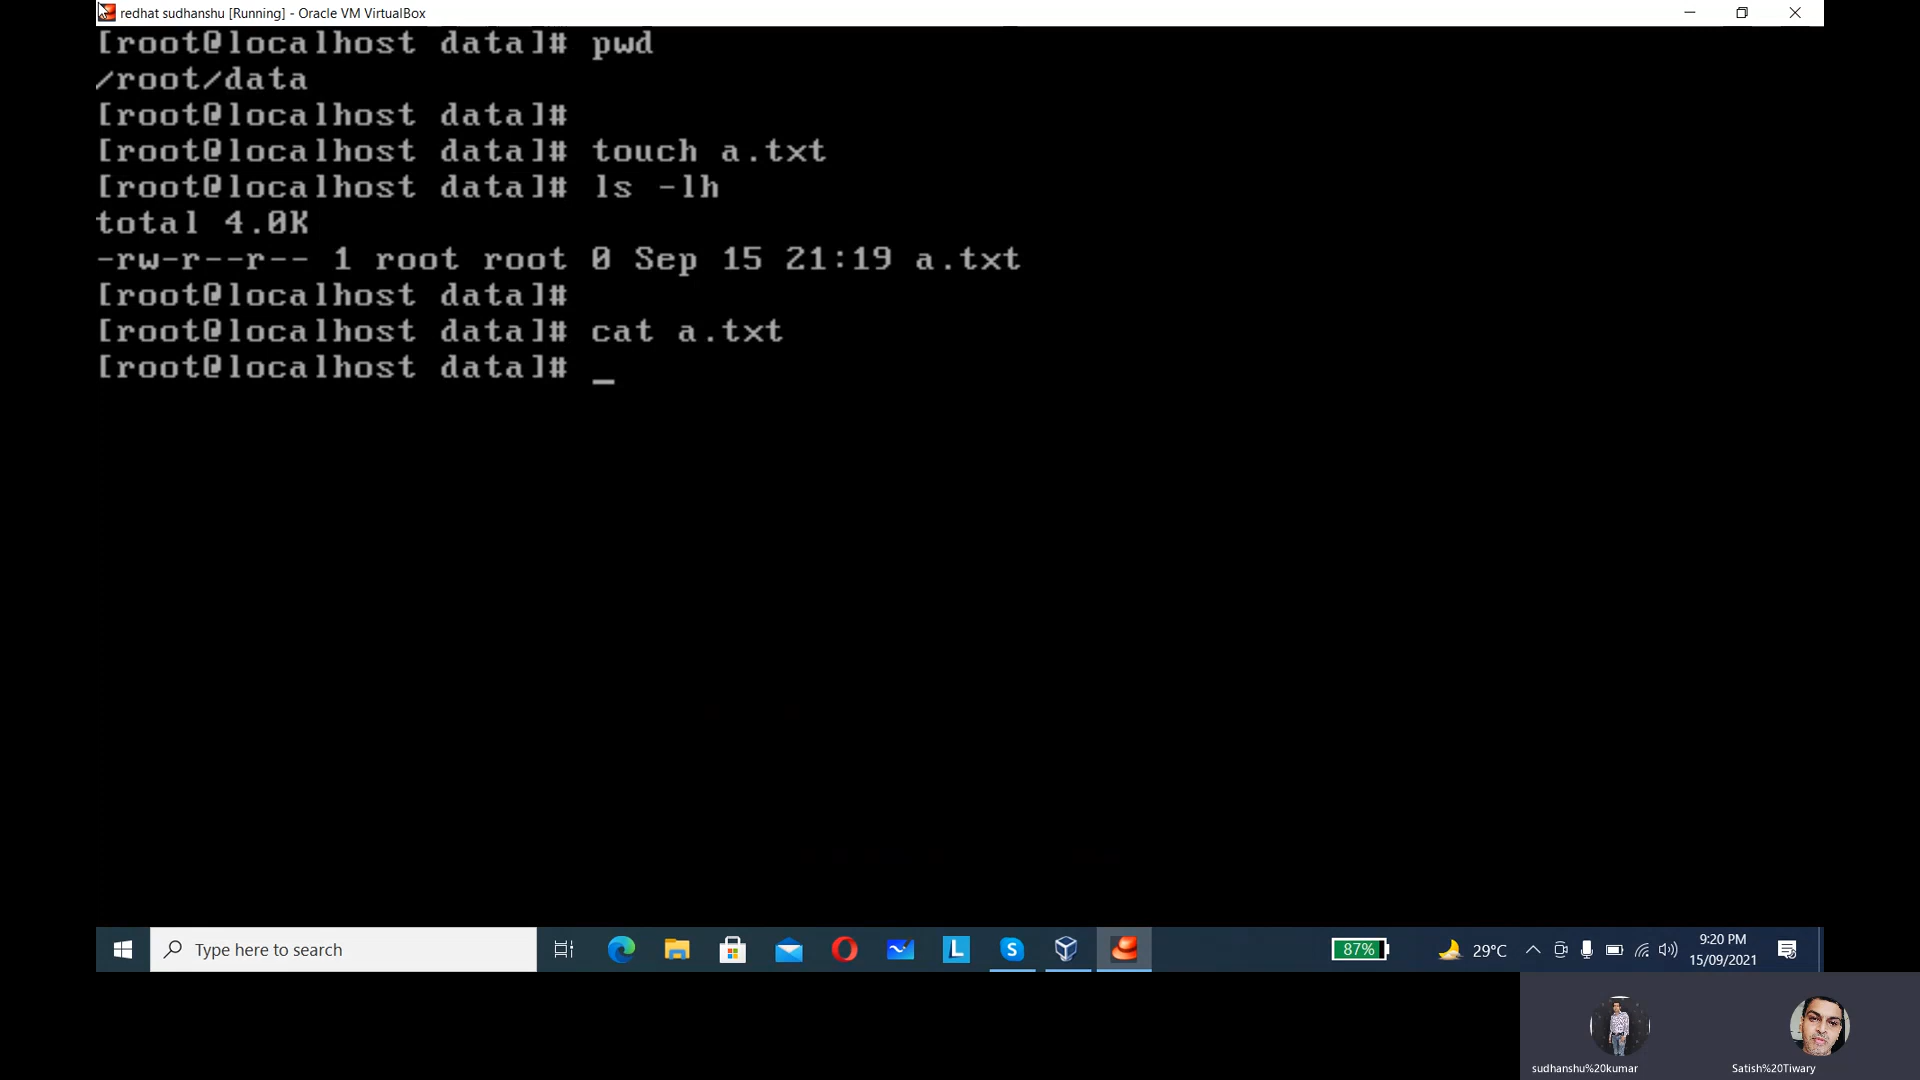 redhat sudhanshu [Running] - Oracle VM VirtualBox
[root@localhost data]# pwd
/root/data
[root@localhost data]#
[root@localhost data]# touch a.txt
[root@localhost data]# ls -lh
total 4.0K
-rw-r--r-- 1 root root 0 Sep 15 21:19 a.txt
[root@localhost data]#
[root@localhost data]# cat a.txt
[root@localhost data]# _
Type here to search
L
S
87%
29°C
9:20 PM
15/09/2021
sudhanshu%20kumar
Satish%20Tiwary